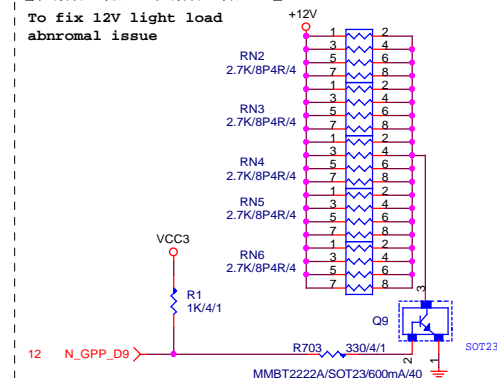 To fix 12V light load
abnromal issue
+12V
1 2
3 4
RN2
5 6
2.7K/8P4R/4
7 8
1 2
3 4
RN3
5 6
2.7K/8P4R/4
7 8
1 2
3 4
RN4
5 6
2.7K/8P4R/4
7 8
1 2
3 4
RN5
5 6
2.7K/8P4R/4
7 8
1 2
3 4
RN6
5 6
2.7K/8P4R/4
7 8
VCC3
R1
1K/4/1
3
Q9
SOT23
12 N_GPP_D9
R703 330/4/1
2 1
MMBT2222A/SOT23/600mA/40